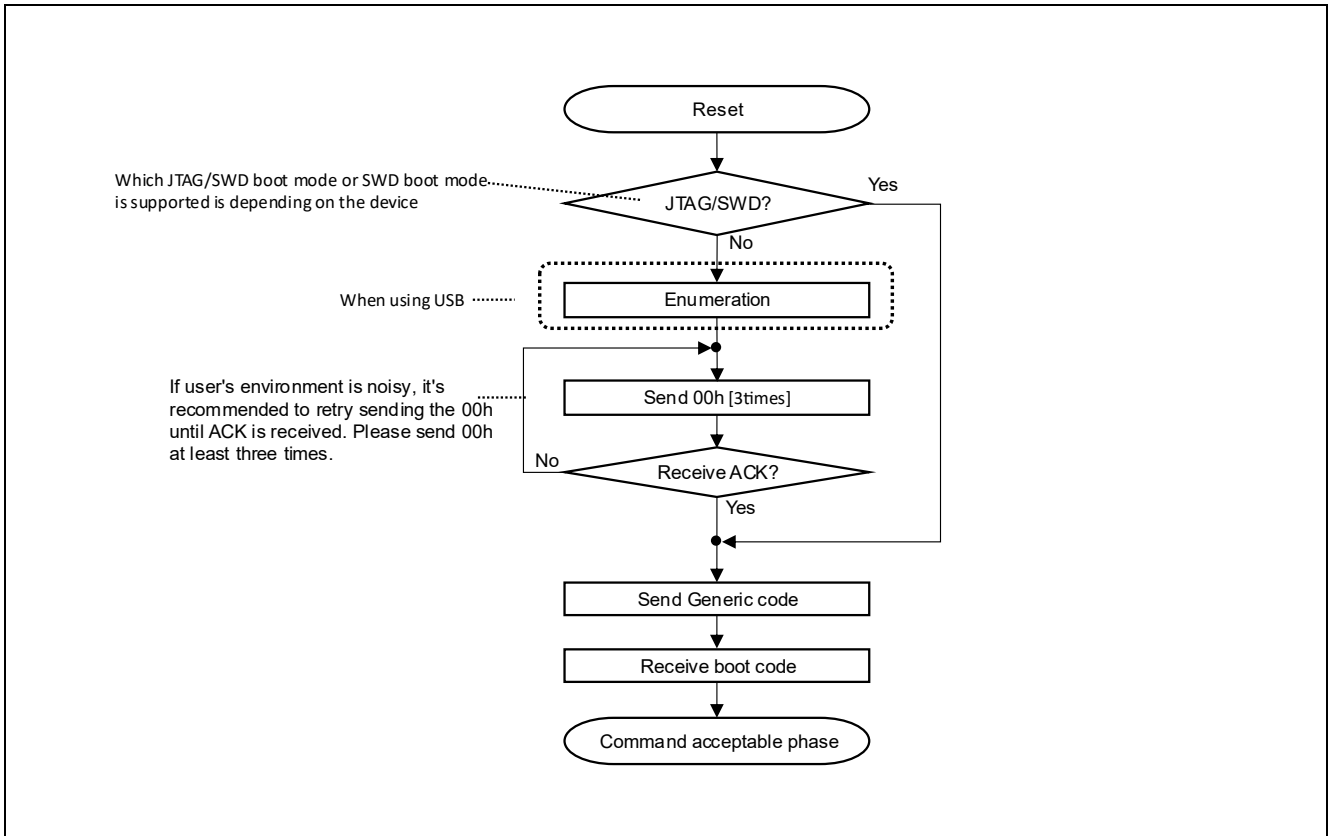 Reset
Which JTAG/SWD boot mode or SWD boot mode
is supported is depending on the device
JTAG/SWD?
Yes
No
When using USB
Enumeration
If user's environment is noisy, it's
recommended to retry sending the 00h
until ACK is received. Please send 00h
at least three times.
Send 00h [3times]
No
Receive ACK?
Yes
Send Generic code
Receive boot code
Command acceptable phase